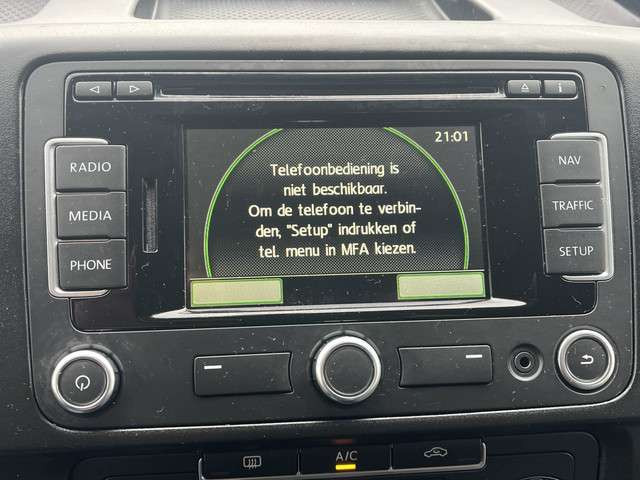 21:01
Telefoonbediening is
niet beschikbaar.
Om de telefoon te verbin-
den, "Setup" indrukken of
tel. menu in MFA kiezen.
RADIO
MEDIA
PHONE
NAV
TRAFFIC
SETUP
i
A/C